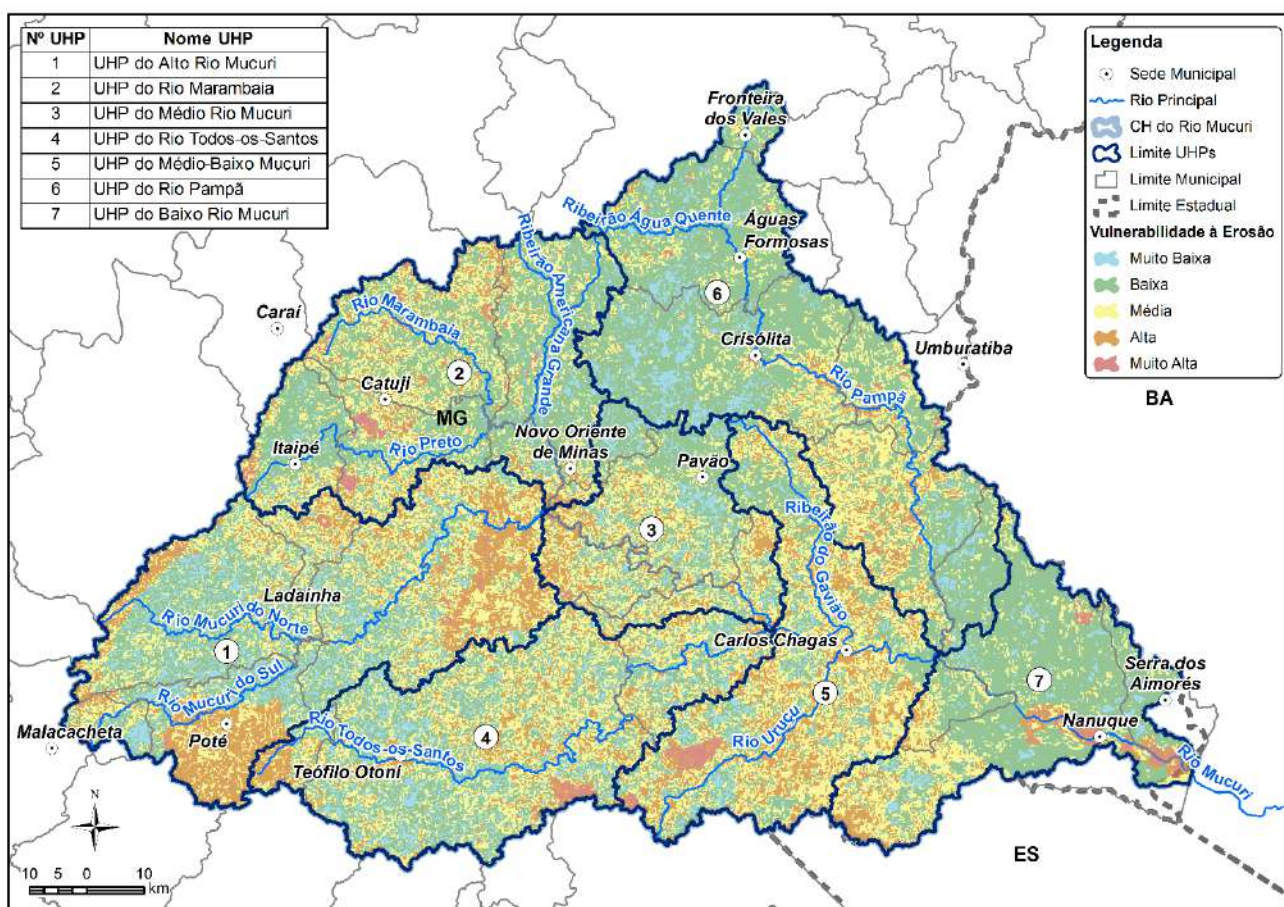 Nº UHP Nome UHP
1 UHP do Alto Rio Mucuri
2 UHP do Rio Marambaia
3 UHP do Médio Rio Mucuri
4 UHP do Rio Todos-os-Santos
5 UHP do Médio-Baixo Mucuri
6 UHP do Rio Pampã
7 UHP do Baixo Rio Mucuri
Legenda
Sede Municipal
Rio Principal
CH do Rio Mucuri
Limite UHPs
Limite Municipal
Limite Estadual
Vulnerabilidade à Erosão
Muito Baixa
Baixa
Média
Alta
Muito Alta
BA
Fronteira
dos Vales
Ribeirão Água Quente
Águas
Formosas
Ribeirão Americana Grande
6
Caraí
Rio Marambaia
Crisólita
Umburatiba
2
Catuji
MG
Rio Pampã
Novo Oriente
de Minas
Itaipé
Rio Preto
Pavão
3
Ribeirão do Gavião
Ladainha
Rio Mucuri do Norte
1
Carlos Chagas
Rio Mucuri do Sul
5
7
Serra dos
Aimorés
Malacacheta
Poté
Rio Todos-os-Santos
4
Rio Uruçu
Nanuque
Teófilo Otoni
Rio Mucuri
N
ES
10 5 0 10
km